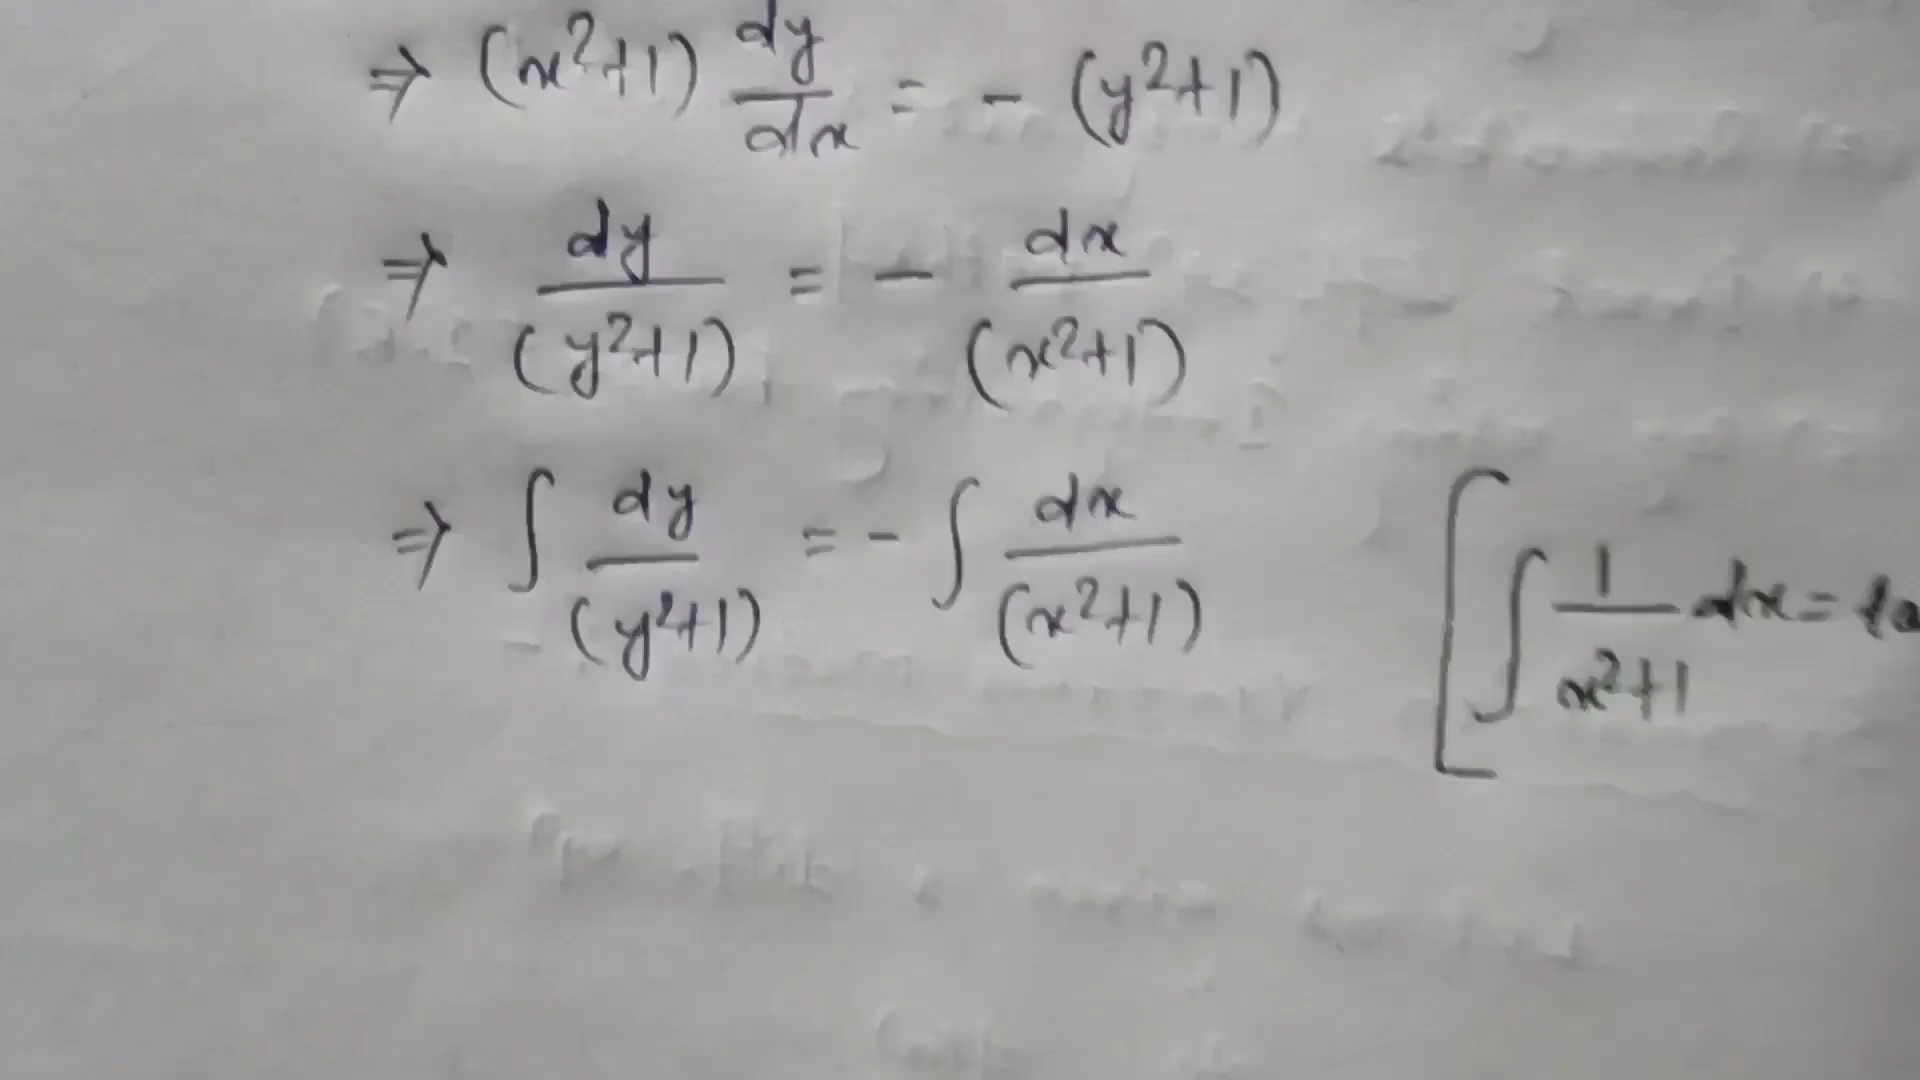 ⇒ (x²+1) dy/dx = - (y²+1)
⇒ dy/(y²+1) = - dx/(x²+1)
⇒ ∫ dy/(y²+1) = - ∫ dx/(x²+1)
[∫ 1/(x²+1) dx = ta